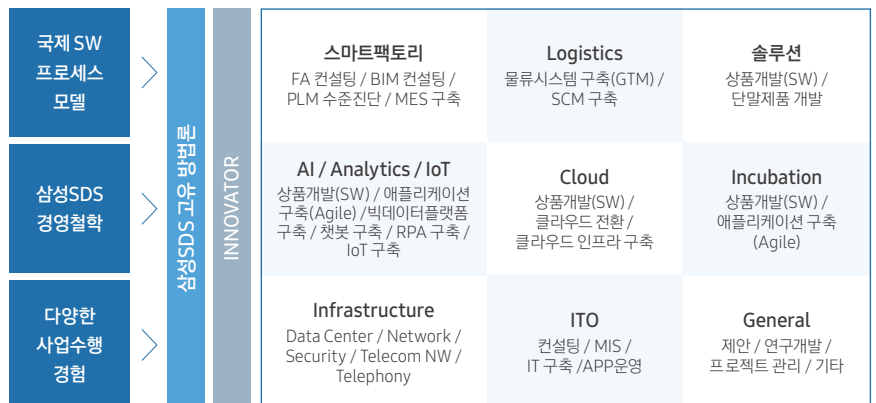 국제 SW
프로세스
모델
삼성SDS
경영철학
다양한
사업수행
경험
삼성SDS 고유 방법론
INNOVATOR
스마트팩토리
FA 컨설팅 / BIM 컨설팅 /
PLM 수준진단 / MES 구축
Logistics
물류시스템 구축(GTM) /
SCM 구축
솔루션
상품개발(SW) /
단말제품 개발
AI / Analytics / IoT
상품개발(SW) / 애플리케이션
구축(Agile) /빅데이터플랫폼
구축 / 챗봇 구축 / RPA 구축 /
IoT 구축
Cloud
상품개발(SW) /
클라우드 전환 /
클라우드 인프라 구축
Incubation
상품개발(SW) /
애플리케이션 구축
(Agile)
Infrastructure
Data Center / Network /
Security / Telecom NW /
Telephony
ITO
컨설팅 / MIS /
IT 구축 /APP운영
General
제안 / 연구개발 /
프로젝트 관리 / 기타